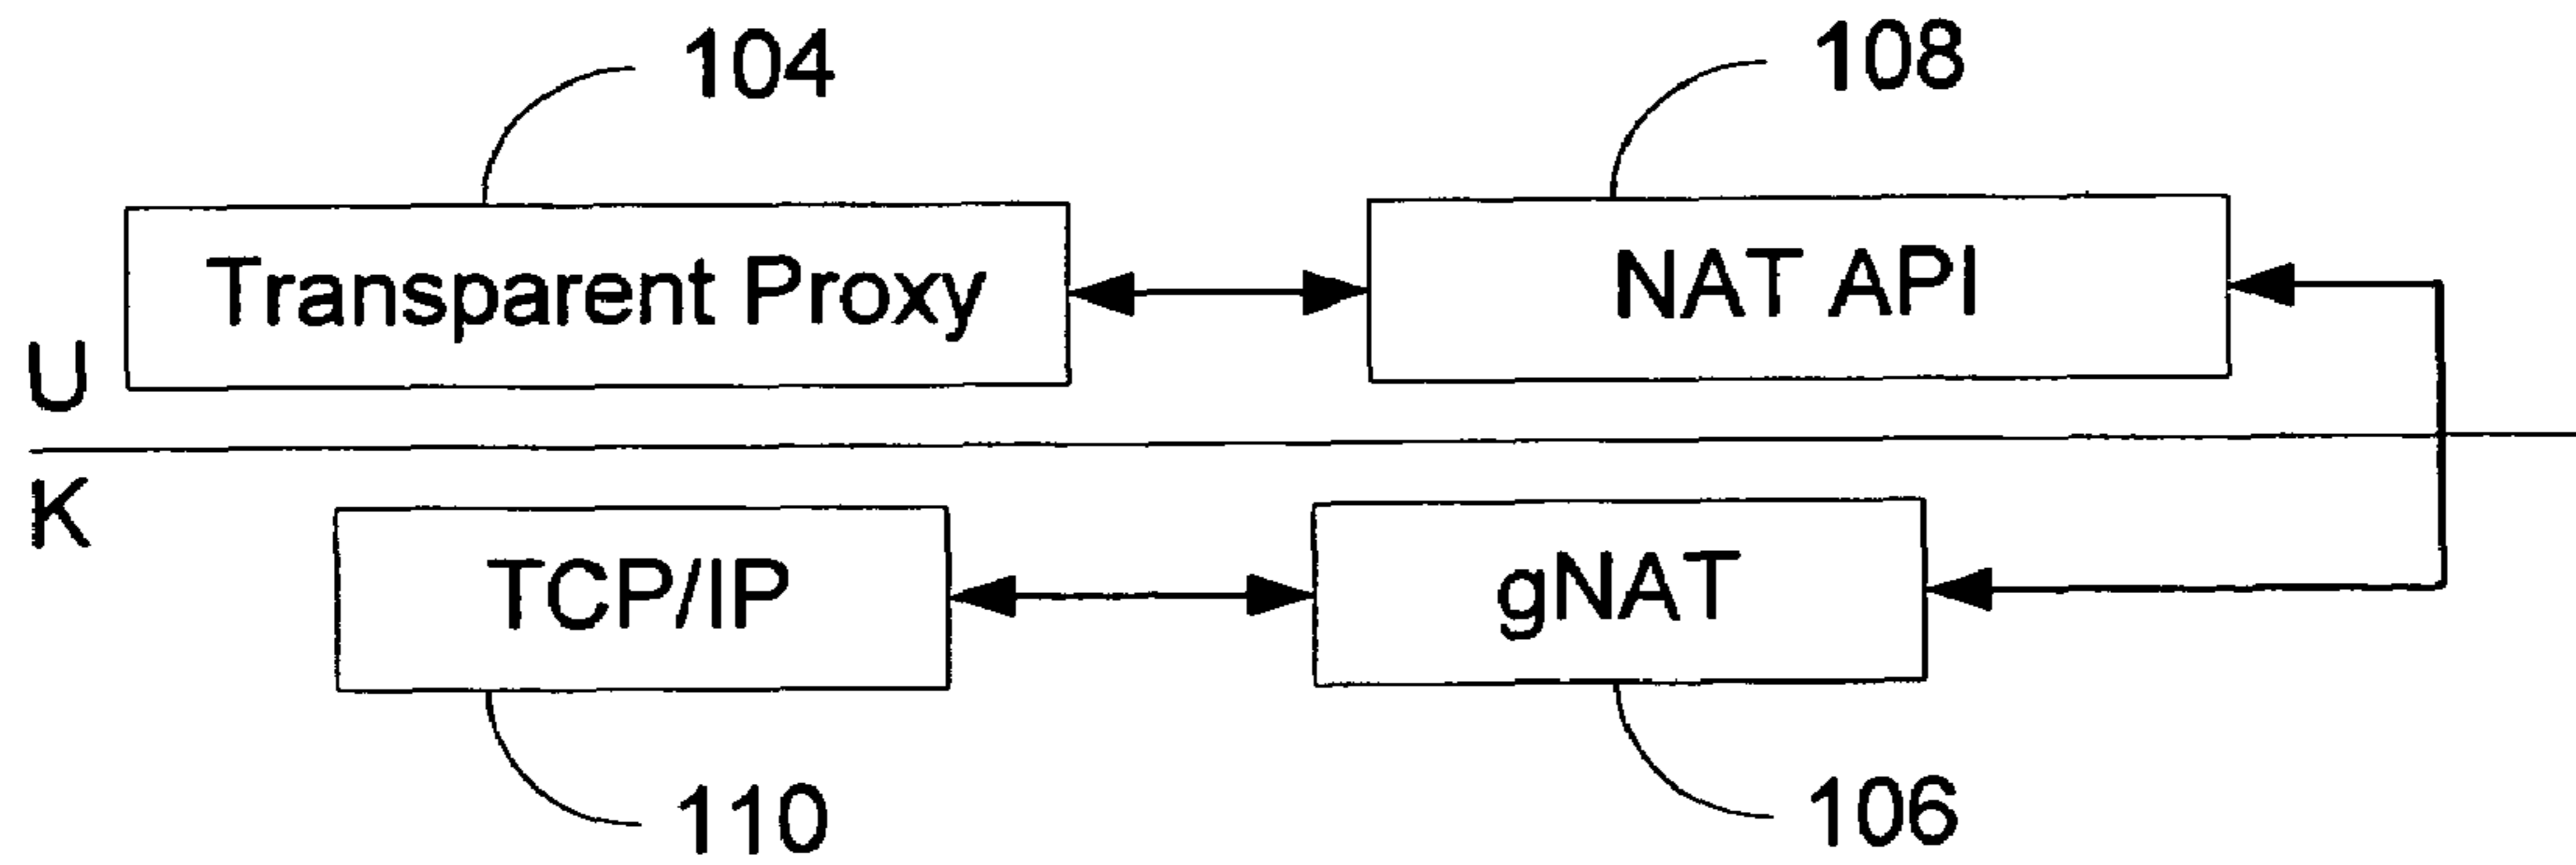 104
108
Transparent Proxy
NAT API
U
K
TCP/IP
gNAT
110
106